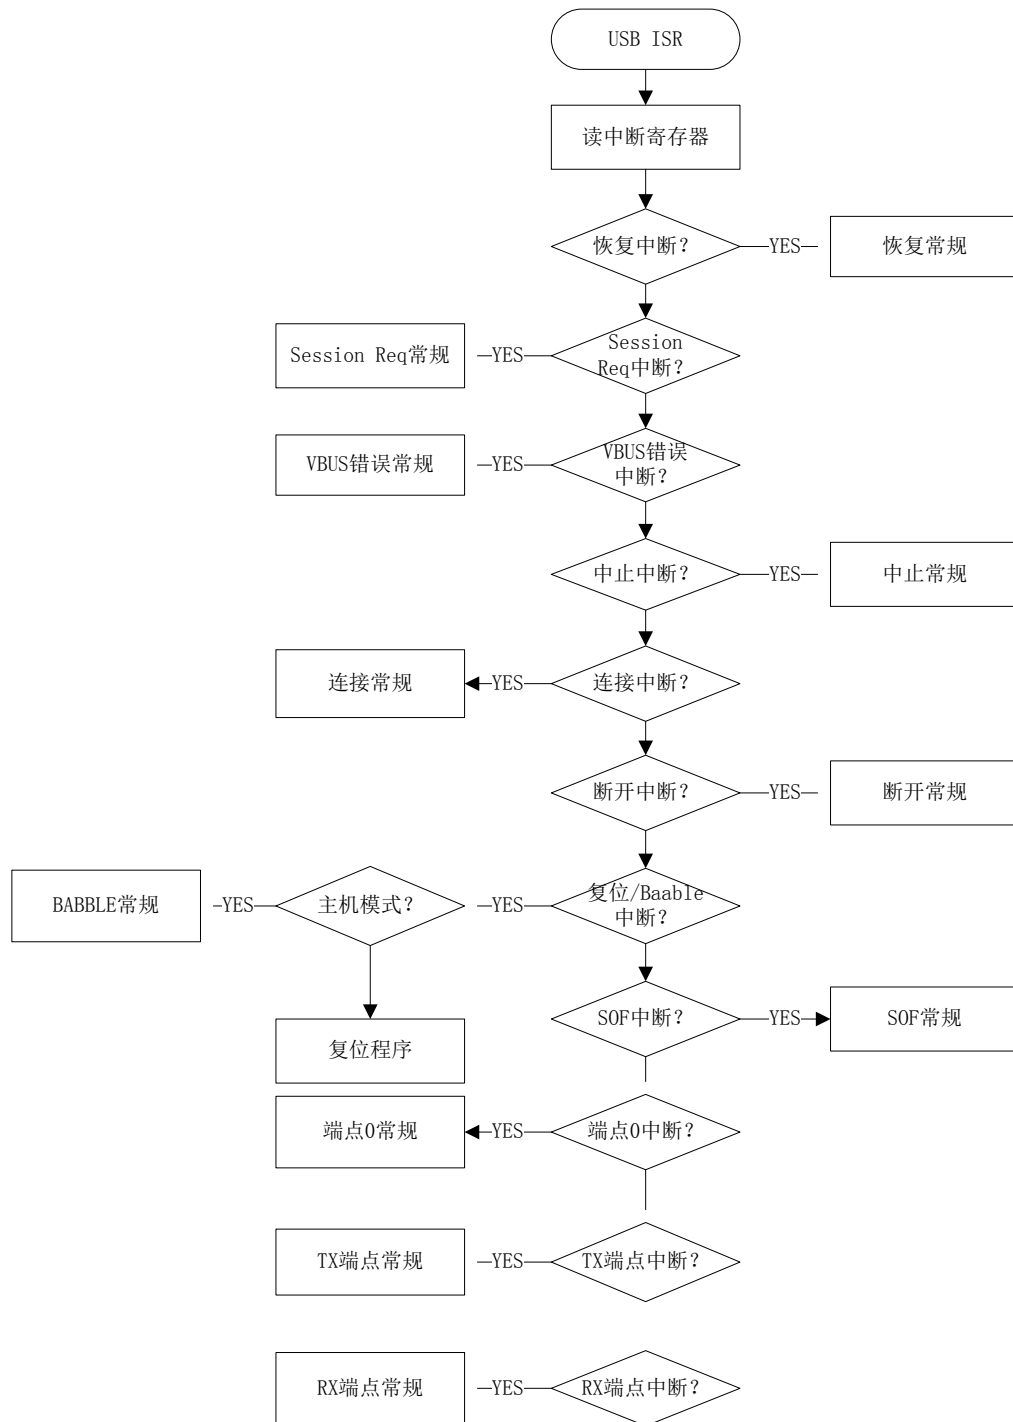 USB ISR
读中断寄存器
恢复中断?
YES
恢复常规
Session Req常规
YES
Session
Req中断?
VBUS错误常规
YES
VBUS错误
中断?
中止中断?
YES
中止常规
连接常规
YES
连接中断?
断开中断?
YES
断开常规
BABBLE常规
YES
主机模式?
YES
复位/Baable
中断?
SOF中断?
YES
SOF常规
复位程序
端点0常规
YES
端点0中断?
TX端点常规
YES
TX端点中断?
RX端点常规
YES
RX端点中断?